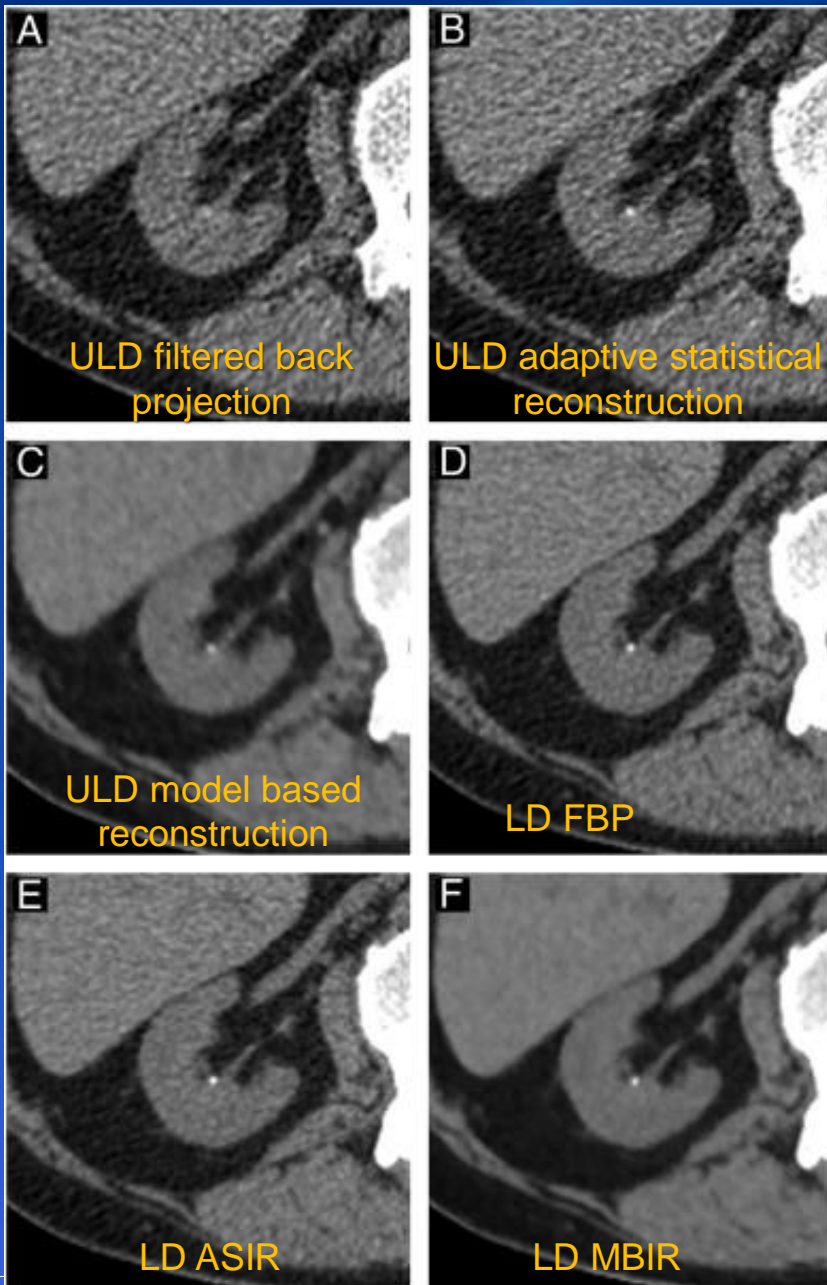 A
B
ULD filtered back
projection
ULD adaptive statistical
reconstruction
C
D
ULD model based
reconstruction
LD FBP
E
F
LD ASIR
LD MBIR